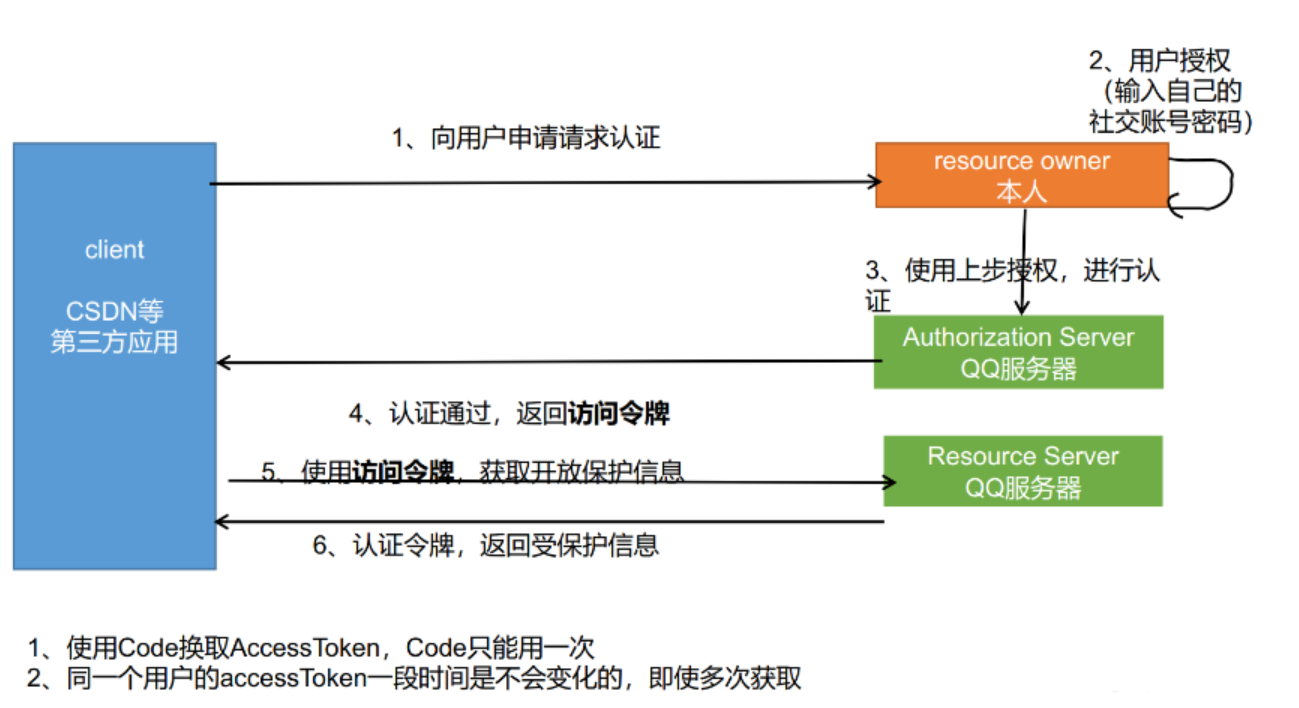 2、用户授权
（输入自己的
社交账号密码）
1、向用户申请请求认证
resource owner
本人
client
CSDN等
第三方应用
3、使用上步授权，进行认
证
Authorization Server
QQ服务器
4、认证通过，返回访问令牌
5、使用访问令牌，获取开放保护信息
Resource Server
QQ服务器
6、认证令牌，返回受保护信息
1、使用Code换取AccessToken，Code只能用一次
2、同一个用户的accessToken一段时间是不会变化的，即使多次获取